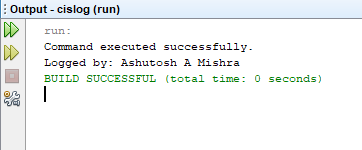 Output - cislog (run)
run:
Command executed successfully.
Logged by: Ashutosh A Mishra
BUILD SUCCESSFUL (total time: 0 seconds)